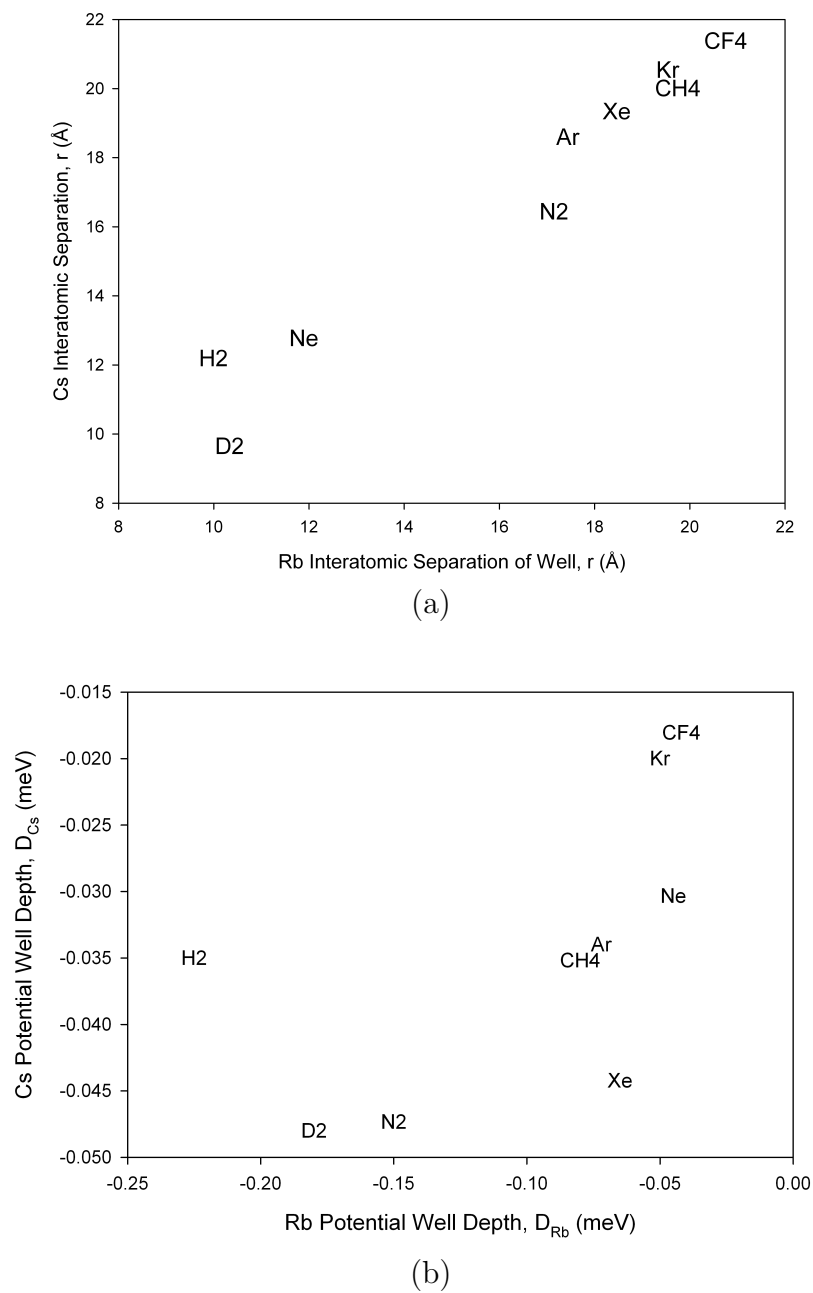 22
CF4
Kr
20
CH4
Xe
Ar
18
N2
16
14
Ne
H2
12
10
D2
8
Cs Interatomic Separation, r (Å)
8 10 12 14 16 18 20 22
Rb Interatomic Separation of Well, r (Å)
(a)
-0.015
CF4
-0.020
Kr
-0.025
-0.030
Ne
Ar
-0.035
H2
CH4
-0.040
Xe
-0.045
N2
D2
-0.050
Cs Potential Well Depth, D_Cs (meV)
-0.25 -0.20 -0.15 -0.10 -0.05 0.00
Rb Potential Well Depth, D_Rb (meV)
(b)